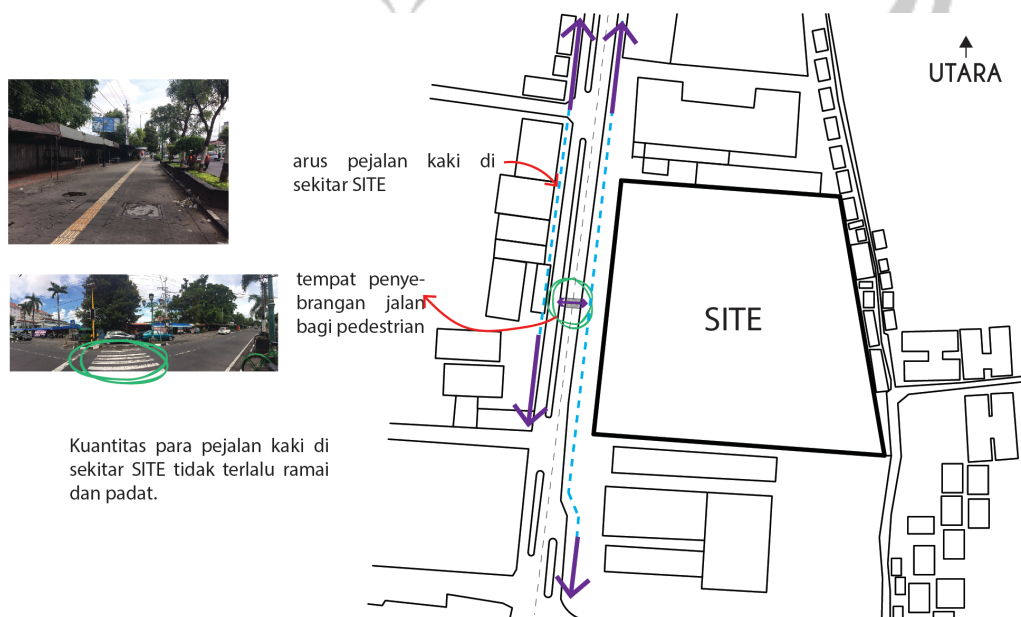 UTARA
arus pejalan kaki di
sekitar SITE
tempat penye-
brangan jalan
bagi pedestrian
SITE
Kuantitas para pejalan kaki di
sekitar SITE tidak terlalu ramai
dan padat.